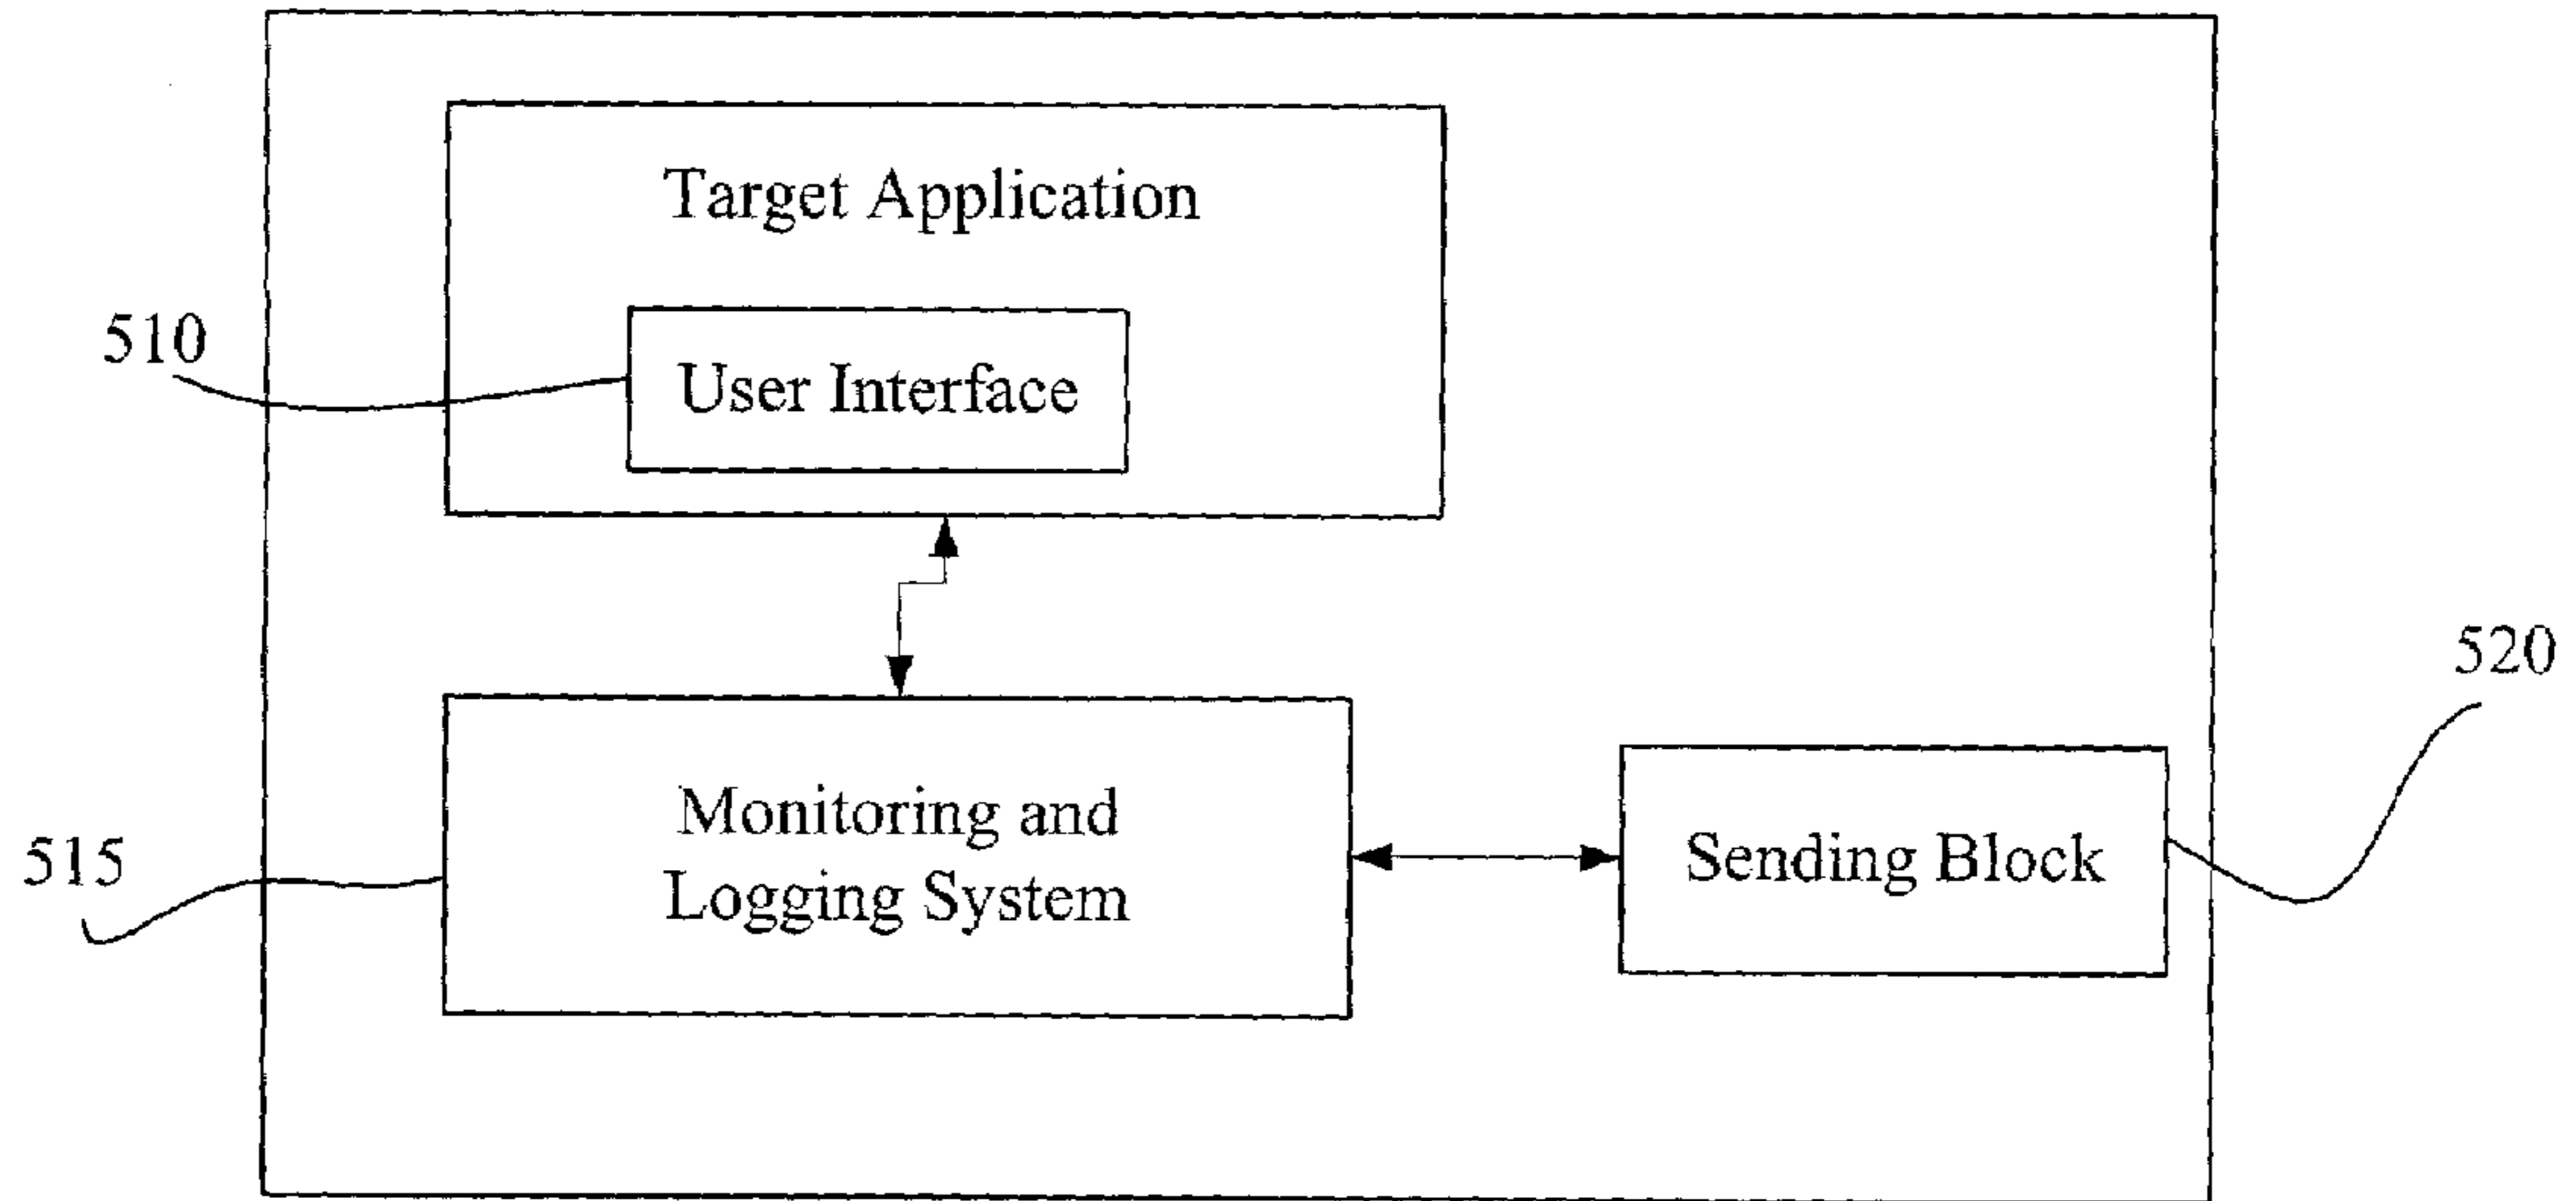 Target Application
510
User Interface
520
Monitoring and
Logging System
515
Sending Block